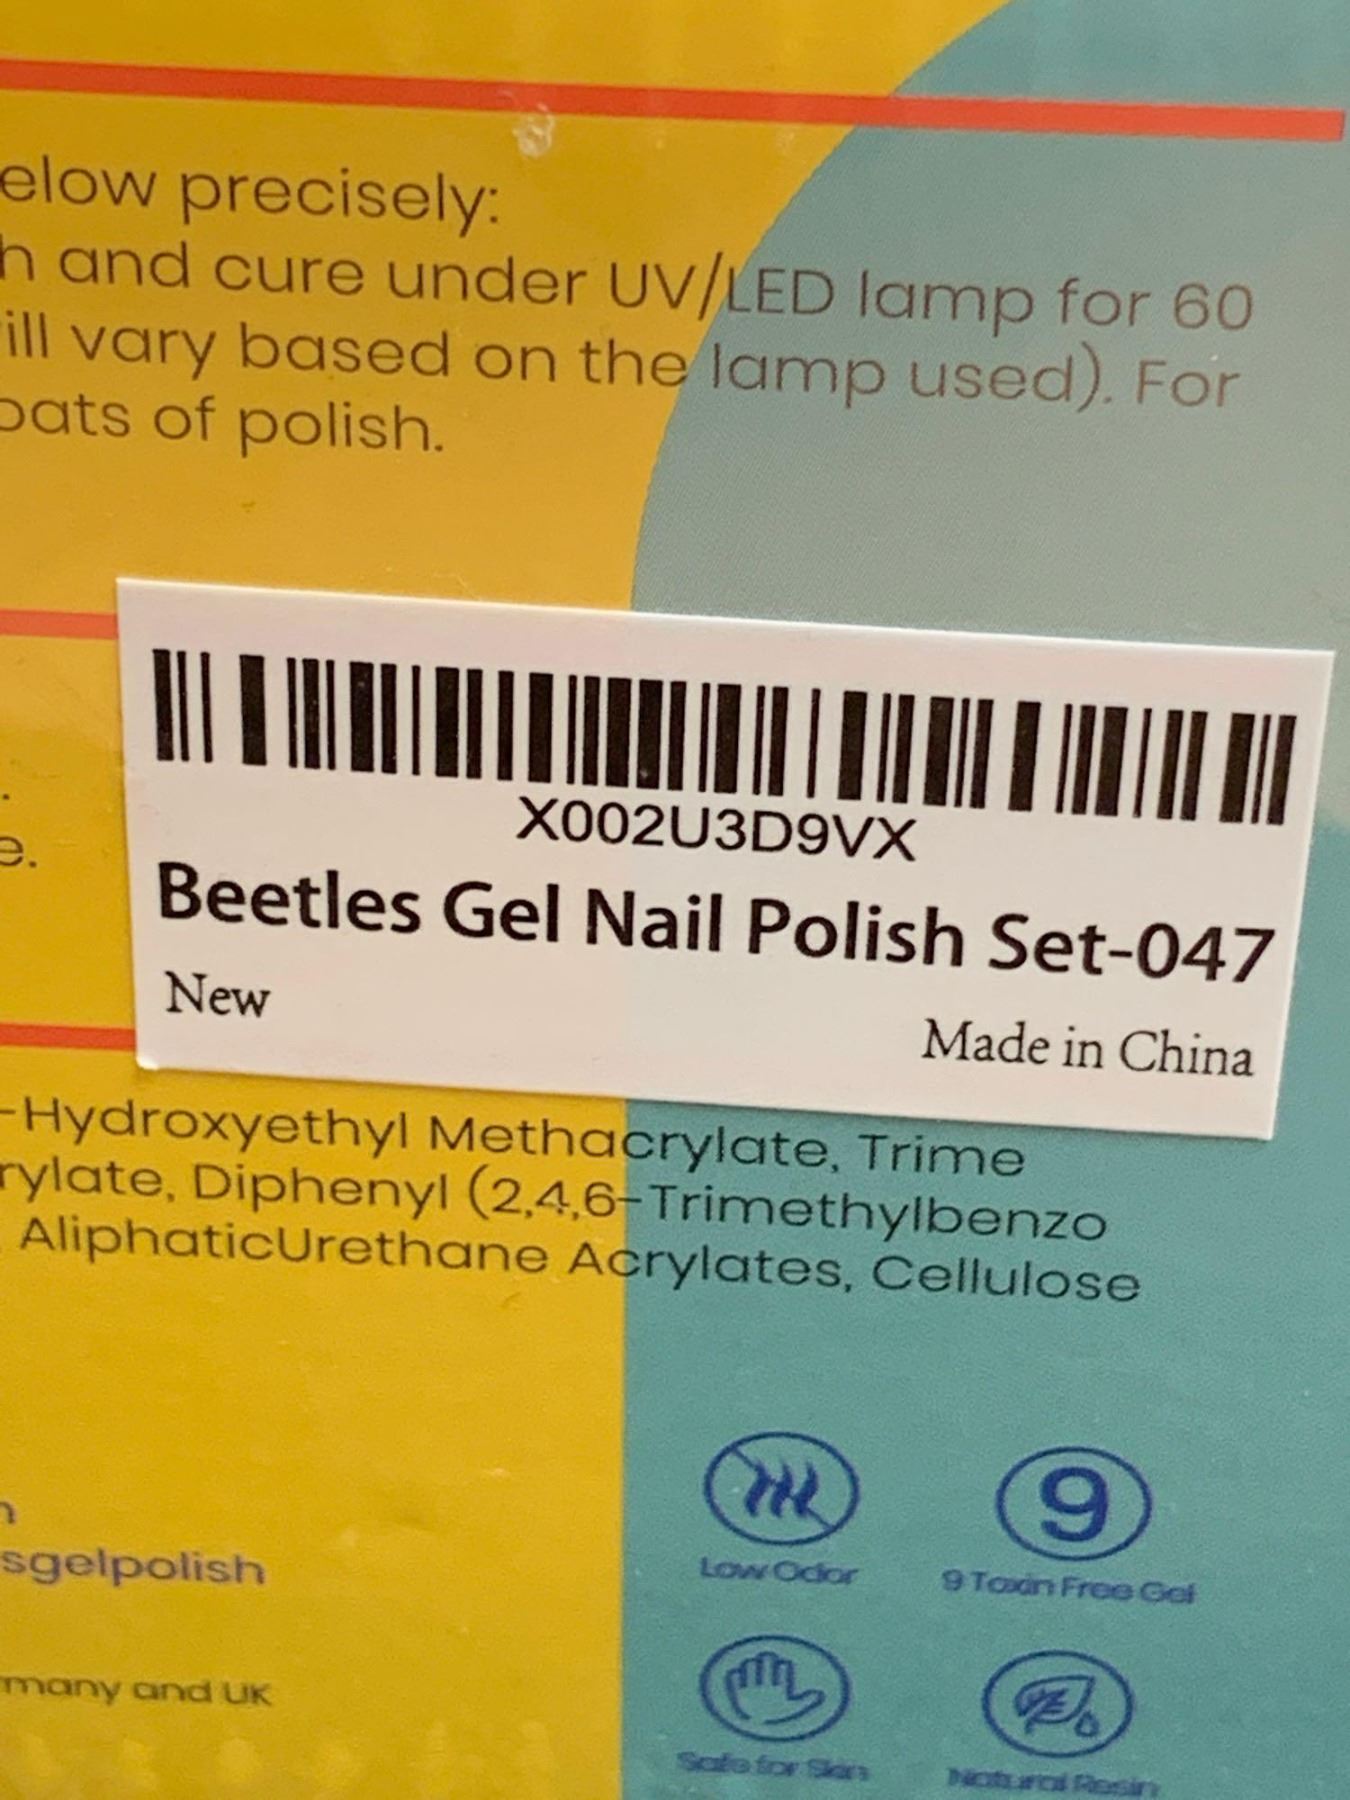 elow precisely:
h and cure under UV/LED lamp for 60
ill vary based on the lamp used). For
oats of polish.
e.
X002U3D9VX
Beetles Gel Nail Polish Set-047
New
Made in China
-Hydroxyethyl Methacrylate, Trime
rylate, Diphenyl (2,4,6-Trimethylbenzo
AliphaticUrethane Acrylates, Cellulose
sgelpolish
many and UK
Low Odor
9
9 Toxin Free Gel
Safe for Skin
Natural Resin